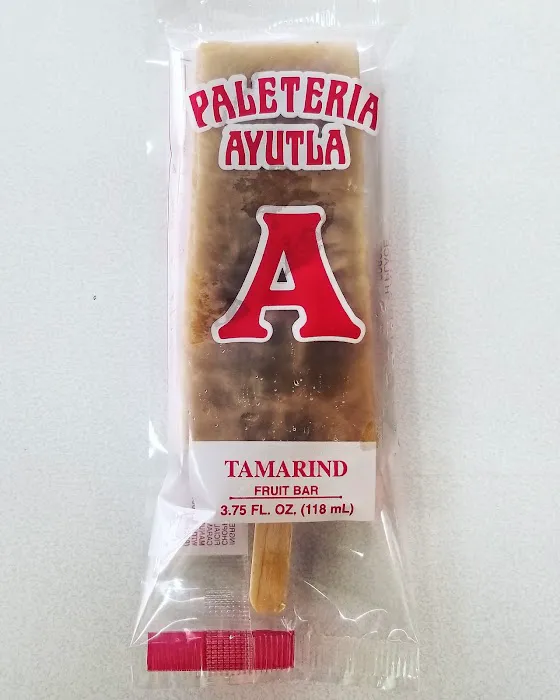 PALETERIA
AYUTLA
A
TAMARIND
FRUIT BAR
3.75 FL. OZ. (118 mL)